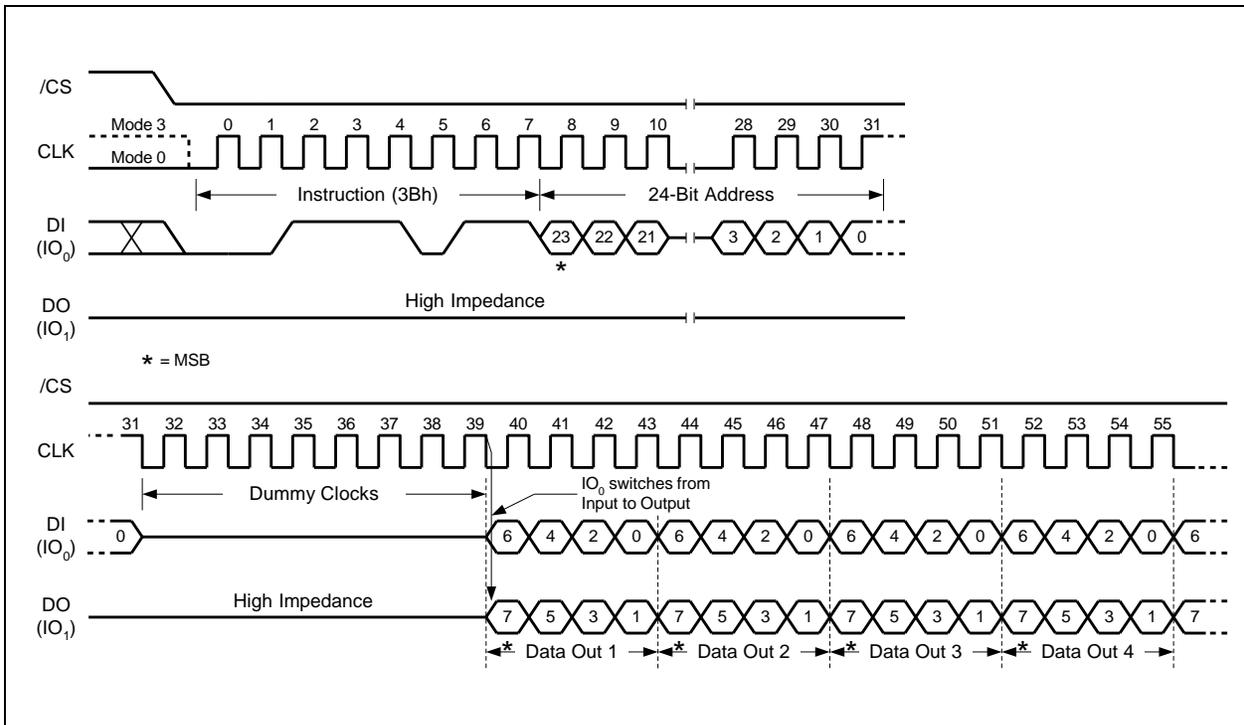 /CS
Mode 3 0 1 2 3 4 5 6 7 8 9 10 28 29 30 31
CLK Mode 0
Instruction (3Bh) 24-Bit Address
DI
(IO0) 23 22 21 3 2 1 0
*
DO High Impedance
(IO1)
* = MSB
/CS
31 32 33 34 35 36 37 38 39 40 41 42 43 44 45 46 47 48 49 50 51 52 53 54 55
CLK
Dummy Clocks IO0 switches from
Input to Output
DI
(IO0) 0 6 4 2 0 6 4 2 0 6 4 2 0 6 4 2 0 6
DO High Impedance
(IO1) 7 5 3 1 7 5 3 1 7 5 3 1 7 5 3 1 7
* Data Out 1 * Data Out 2 * Data Out 3 * Data Out 4